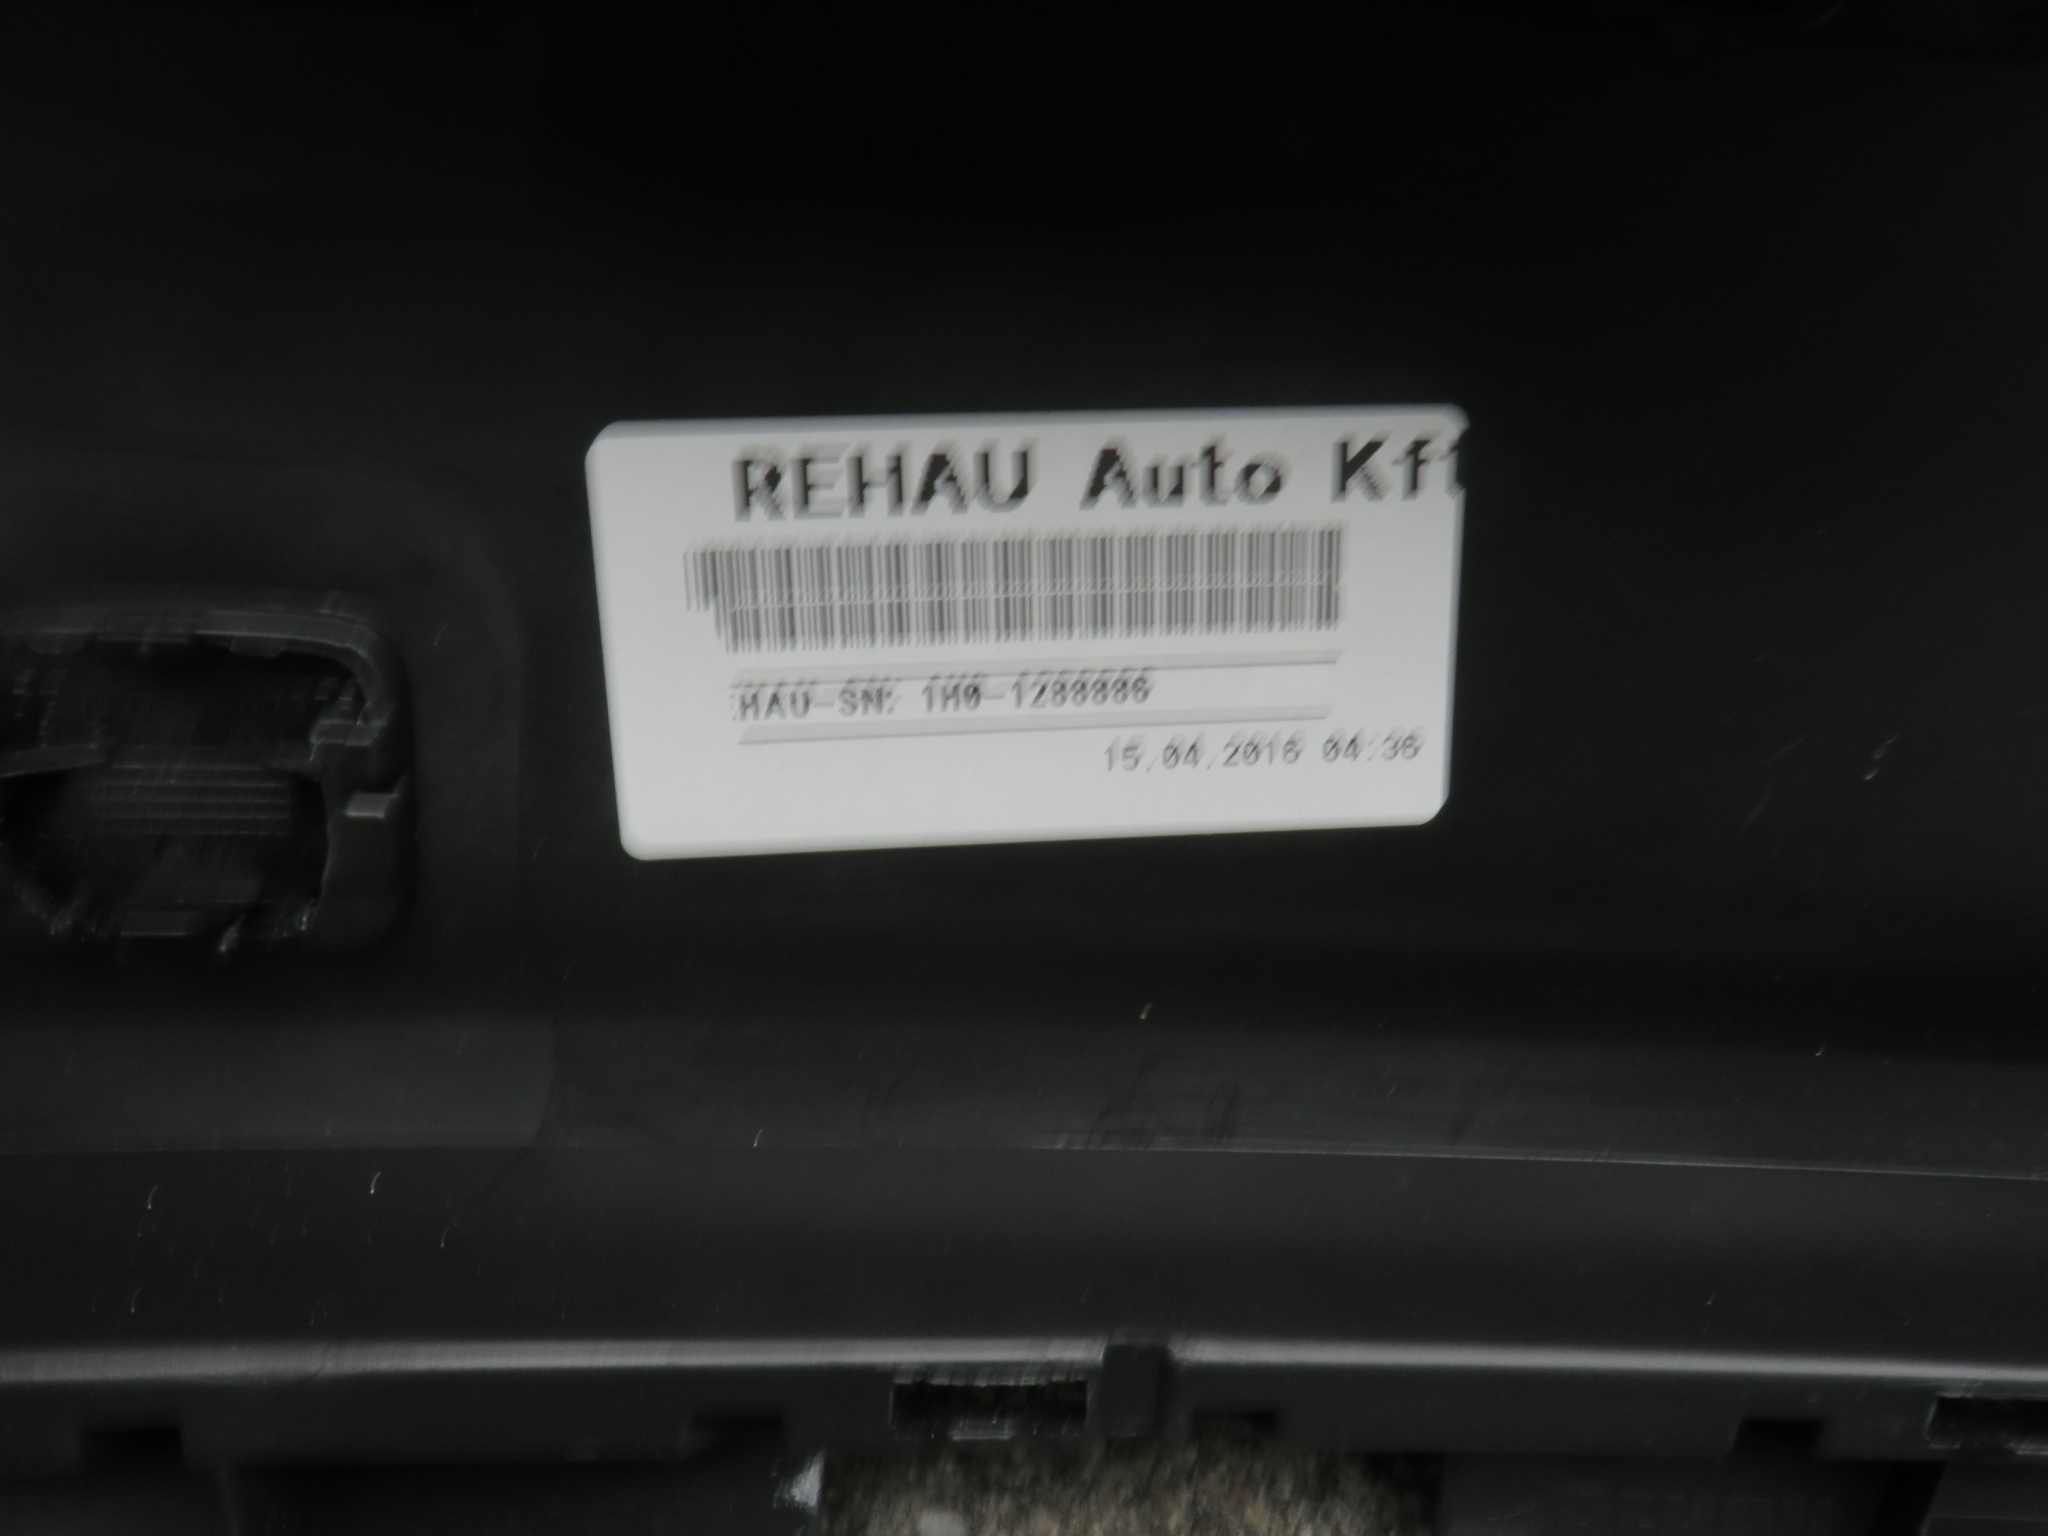 REHAU Auto Kft
HAU-SN: 1H0-1288886
15.04.2016 04:36